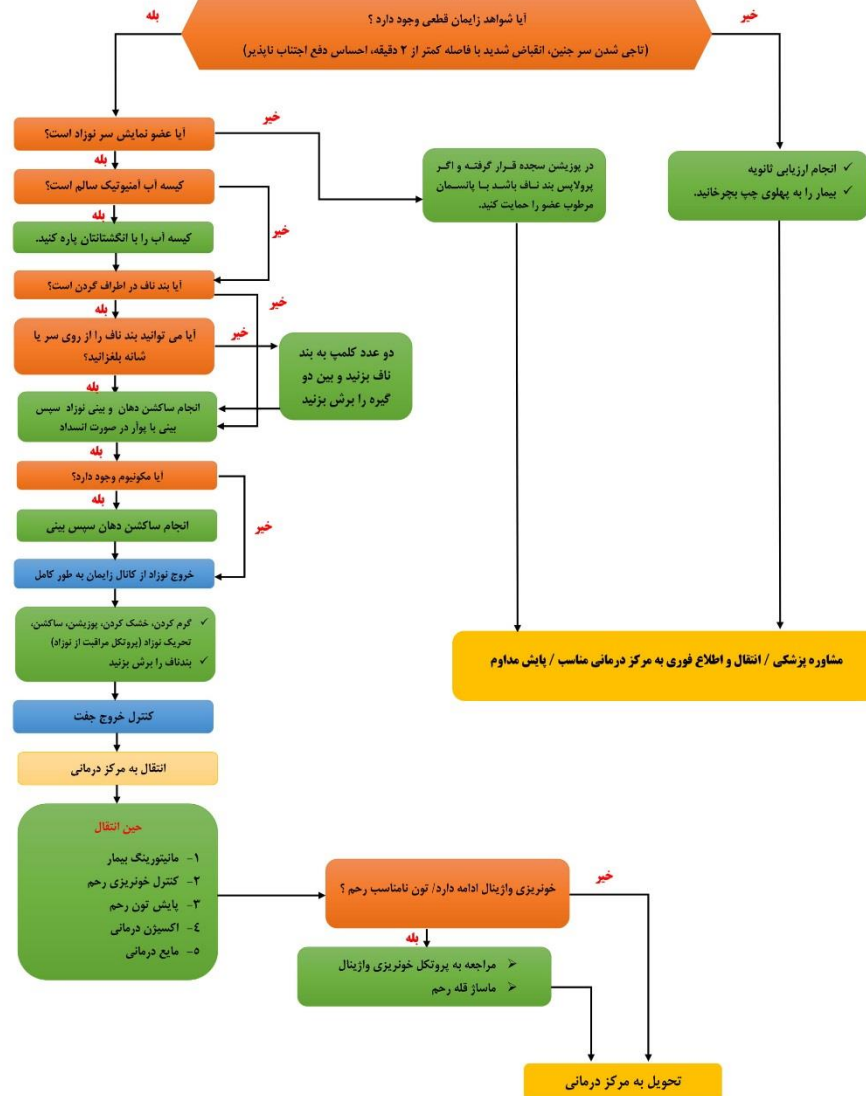 آیا شواهد زایمان قطعی وجود دارد ؟
(تاجی شدن سر جنین، انقباض شدید با فاصله کمتر از ۲ دقیقه، احساس دفع اجتناب ناپذیر)
بله
خیر
آیا عضو نمایش سر نوزاد است؟
خیر
در پوزیشن سجده قرار گرفته و اگر
پرولاپس بند ناف باشد با پانسمان
مرطوب عضو را حمایت کنید.
✓ انجام ارزیابی ثانویه
✓ بیمار را به پهلوی چپ بچرخانید.
بله
کیسه آب آمنیوتیک سالم است؟
بله
خیر
کیسه آب را با انگشتانتان پاره کنید.
آیا بند ناف در اطراف گردن است؟
خیر
بله
آیا می توانید بند ناف را از روی سر یا
شانه بلغزانید؟
خیر
دو عدد کلمپ به بند
ناف بزنید و بین دو
گیره را برش بزنید
بله
انجام ساکشن دهان و بینی نوزاد سپس
بینی با پوآر در صورت انسداد
بله
آیا مکونیوم وجود دارد؟
بله
خیر
انجام ساکشن دهان سپس بینی
خروج نوزاد از کانال زایمان به طور کامل
✓ گرم کردن، خشک کردن، پوزیشن، ساکشن،
تحریک نوزاد (پروتکل مراقبت از نوزاد)
✓ بندناف را برش بزنید
مشاوره پزشکی / انتقال و اطلاع فوری به مرکز درمانی مناسب / پایش مداوم
کنترل خروج جفت
انتقال به مرکز درمانی
حین انتقال
۱- مانیتورینگ بیمار
۲- کنترل خونریزی رحم
۳- پایش تون رحم
٤- اکسیژن درمانی
٥- مایع درمانی
خونریزی واژینال ادامه دارد/ تون نامناسب رحم ؟
خیر
بله
➢ مراجعه به پروتکل خونریزی واژینال
➢ ماساژ قله رحم
تحویل به مرکز درمانی